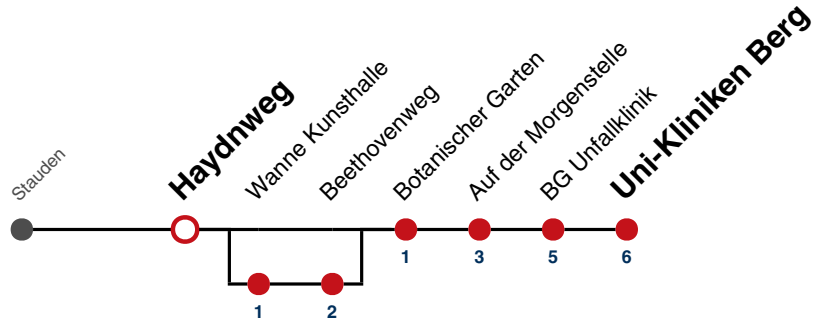 Stauden
Haydnweg
Wanne Kunsthalle
Beethovenweg
Botanischer Garten
Auf der Morgenstelle
BG Unfallklinik
Uni-Kliniken Berg
1
3
5
6
1
2